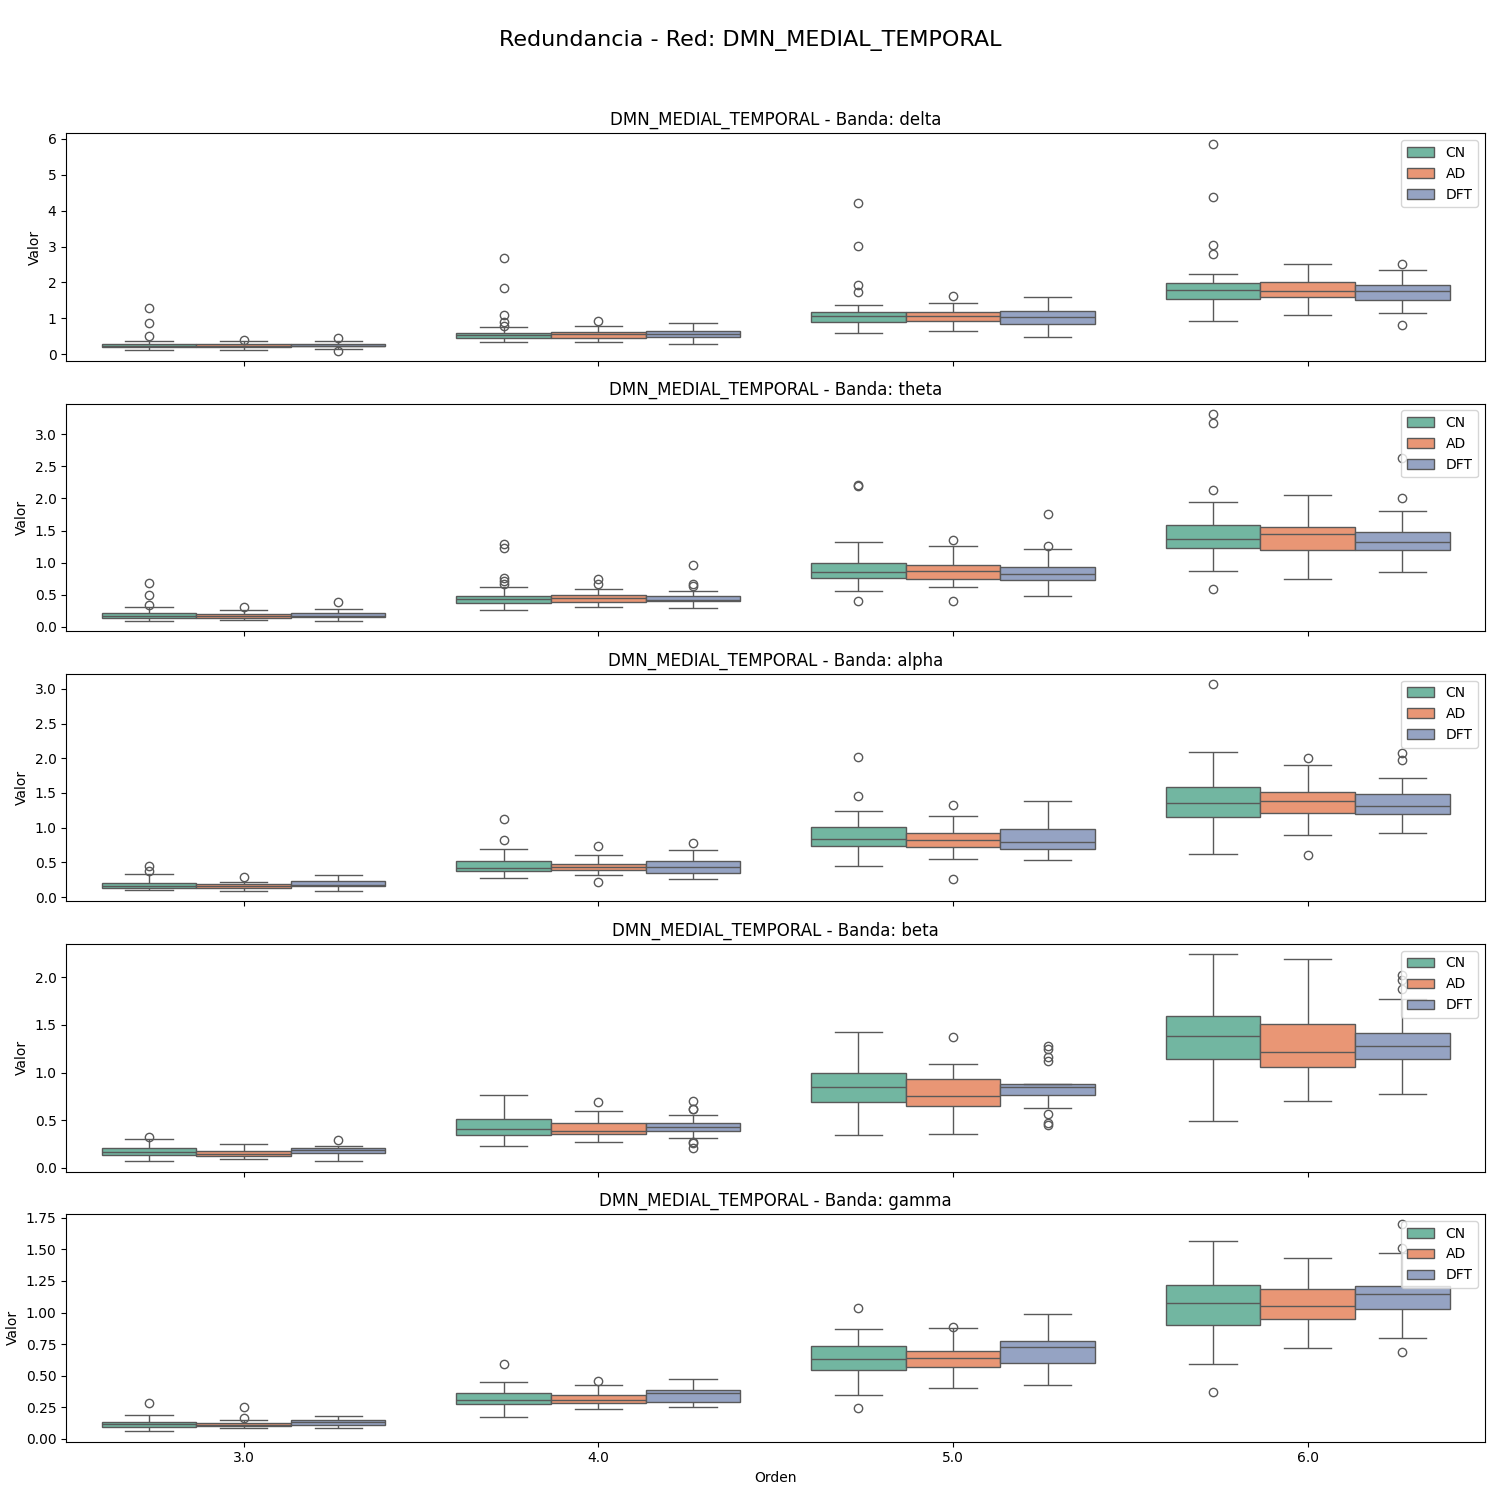 Redundancia - Red: DMN_MEDIAL_TEMPORAL
DMN_MEDIAL_TEMPORAL - Banda: delta
6
5
4
3
2
1
0
Valor
CN
AD
DFT
DMN_MEDIAL_TEMPORAL - Banda: theta
3.0
2.5
2.0
1.5
1.0
0.5
0.0
Valor
CN
AD
DFT
DMN_MEDIAL_TEMPORAL - Banda: alpha
3.0
2.5
2.0
1.5
1.0
0.5
0.0
Valor
CN
AD
DFT
DMN_MEDIAL_TEMPORAL - Banda: beta
2.0
1.5
1.0
0.5
0.0
Valor
CN
AD
DFT
DMN_MEDIAL_TEMPORAL - Banda: gamma
1.75
1.50
1.25
1.00
0.75
0.50
0.25
0.00
Valor
CN
AD
DFT
3.0
4.0
5.0
6.0
Orden